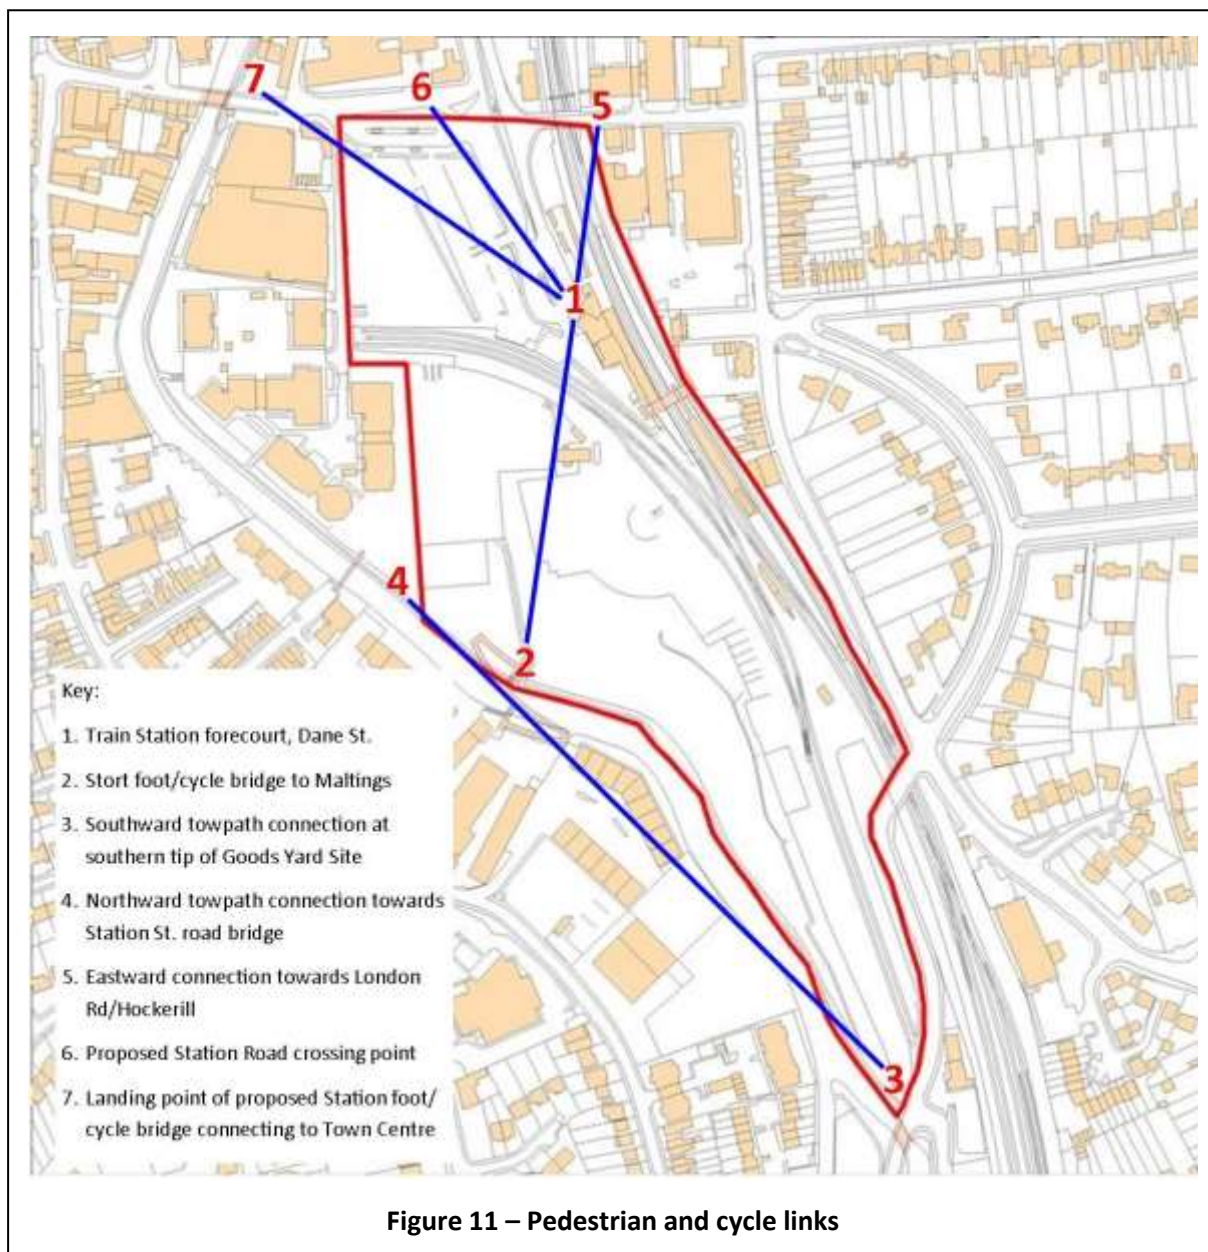 7
6
5
1
4
2
3
Key:
1. Train Station forecourt, Dane St.
2. Stort foot/cycle bridge to Maltings
3. Southward towpath connection at
southern tip of Goods Yard Site
4. Northward towpath connection towards
Station St. road bridge
5. Eastward connection towards London
Rd/Hockerill
6. Proposed Station Road crossing point
7. Landing point of proposed Station foot/
cycle bridge connecting to Town Centre
Figure 11 – Pedestrian and cycle links